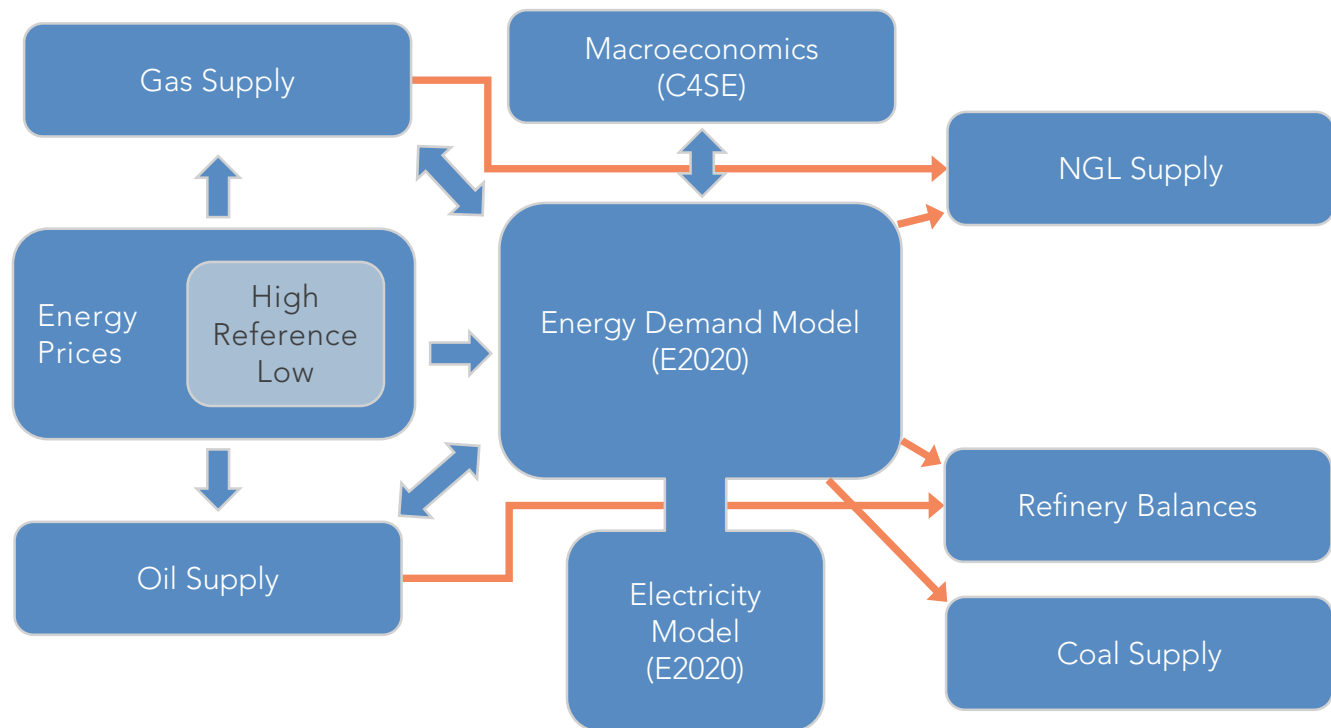 Gas Supply
Macroeconomics
(C4SE)
NGL Supply
Energy
Prices
High
Reference
Low
Energy Demand Model
(E2020)
Refinery Balances
Oil Supply
Electricity
Model
(E2020)
Coal Supply